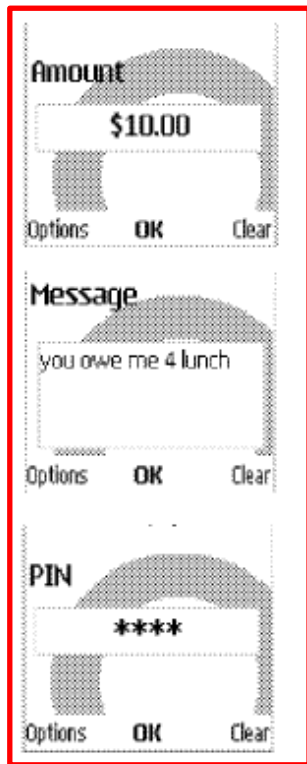 Amount
$10.00
Options OK Clear
Message
you owe me 4 lunch
Options OK Clear
PIN
****
Options OK Clear